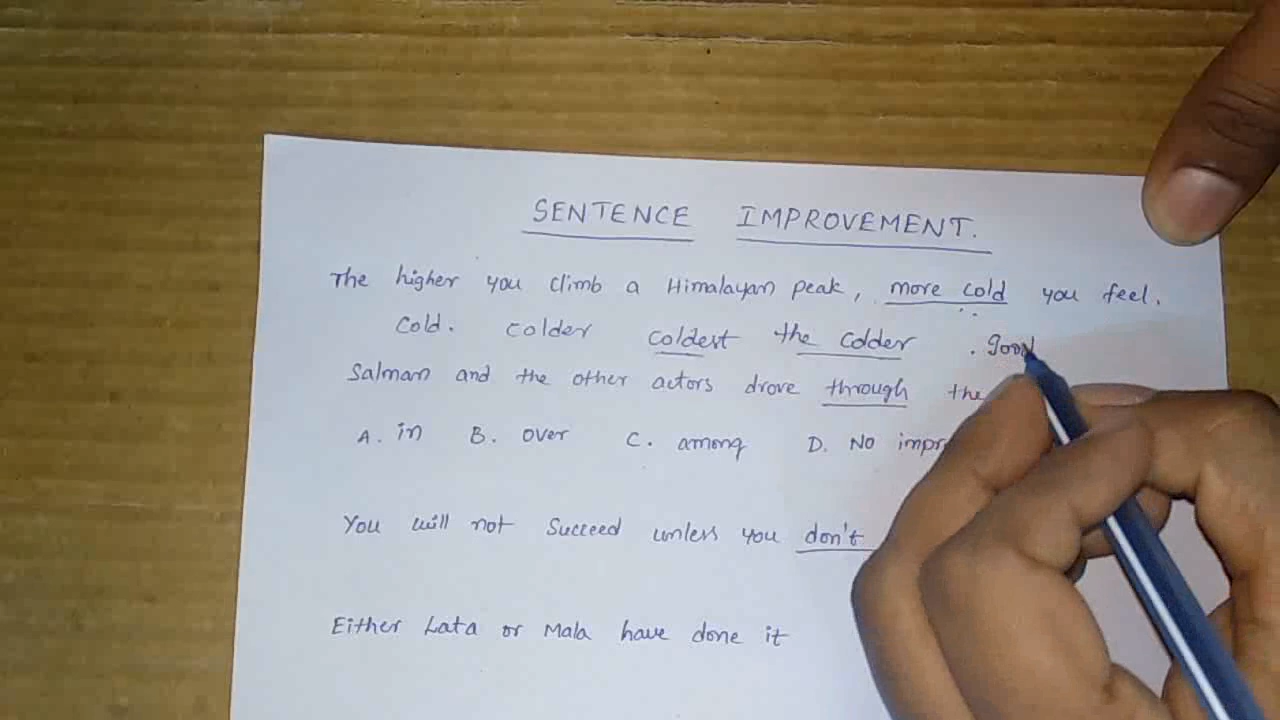 SENTENCE IMPROVEMENT.
The higher you climb a Himalayan peak, more cold you feel.
Cold. Colder coldest the colder . good
Salman and the other actors drove through the
A. in B. over C. among D. No
You will not succeed unless you don't
Either Lata or Mala have done it